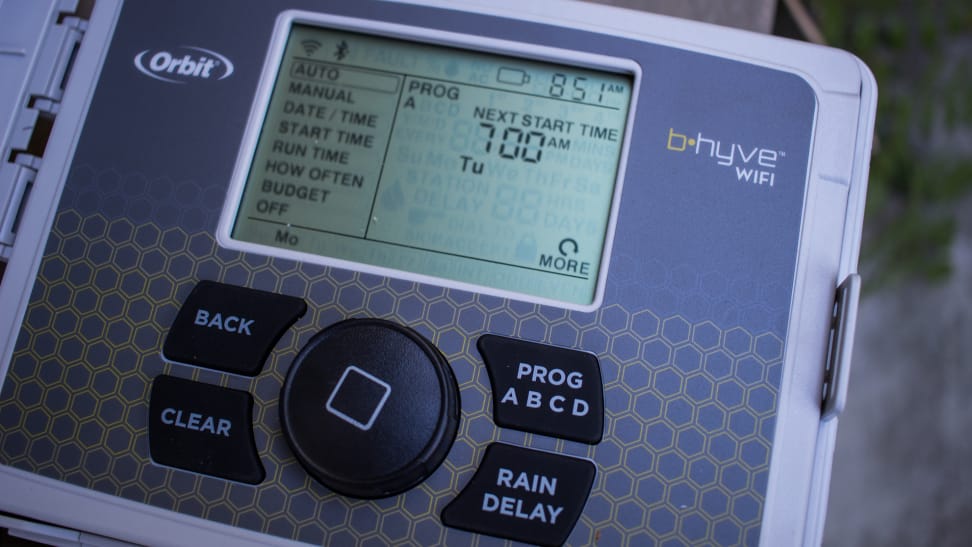 Orbit®
AUTO
MANUAL
DATE / TIME
START TIME
RUN TIME
HOW OFTEN
BUDGET
OFF
Mo
8:51 AM
PROG
A
NEXT START TIME
7:00 AM
Tu
MORE
b•hyve™
WIFI
BACK
CLEAR
PROG
A B C D
RAIN
DELAY